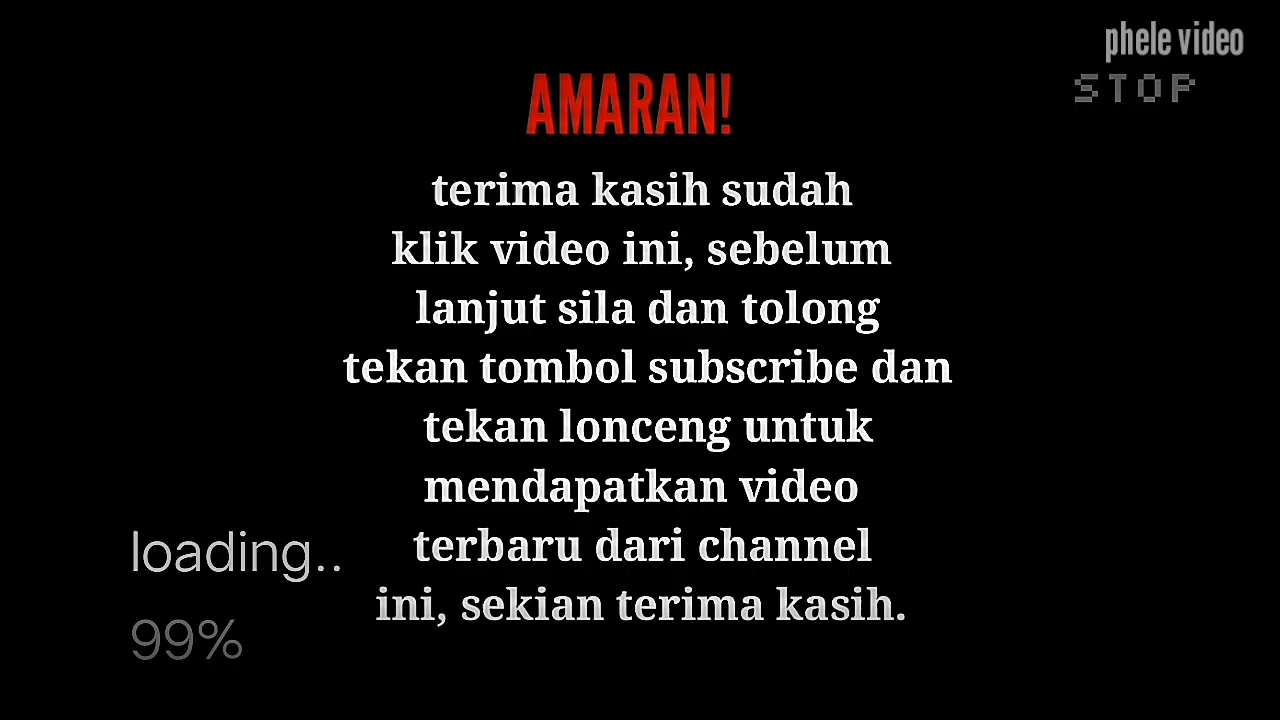 phele video
STOP
AMARAN!
terima kasih sudah
klik video ini, sebelum
lanjut sila dan tolong
tekan tombol subscribe dan
tekan lonceng untuk
mendapatkan video
terbaru dari channel
ini, sekian terima kasih.
loading..
99%